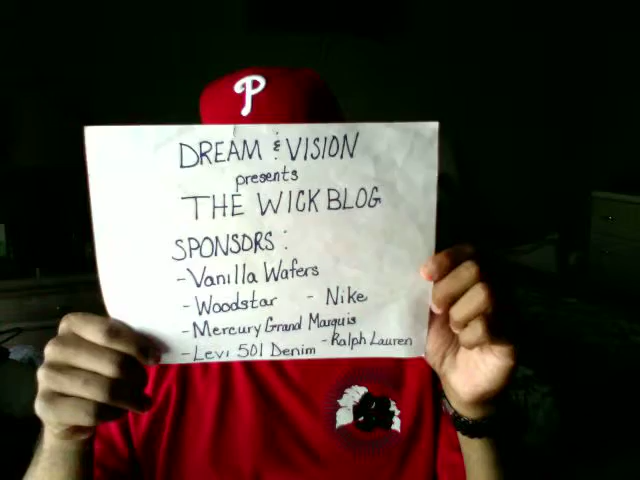 P
DREAM & VISION
presents
THE WICK BLOG
SPONSORS:
- Vanilla Wafers
- Woodstar - Nike
- Mercury Grand Marquis
- Levi 501 Denim - Ralph Lauren